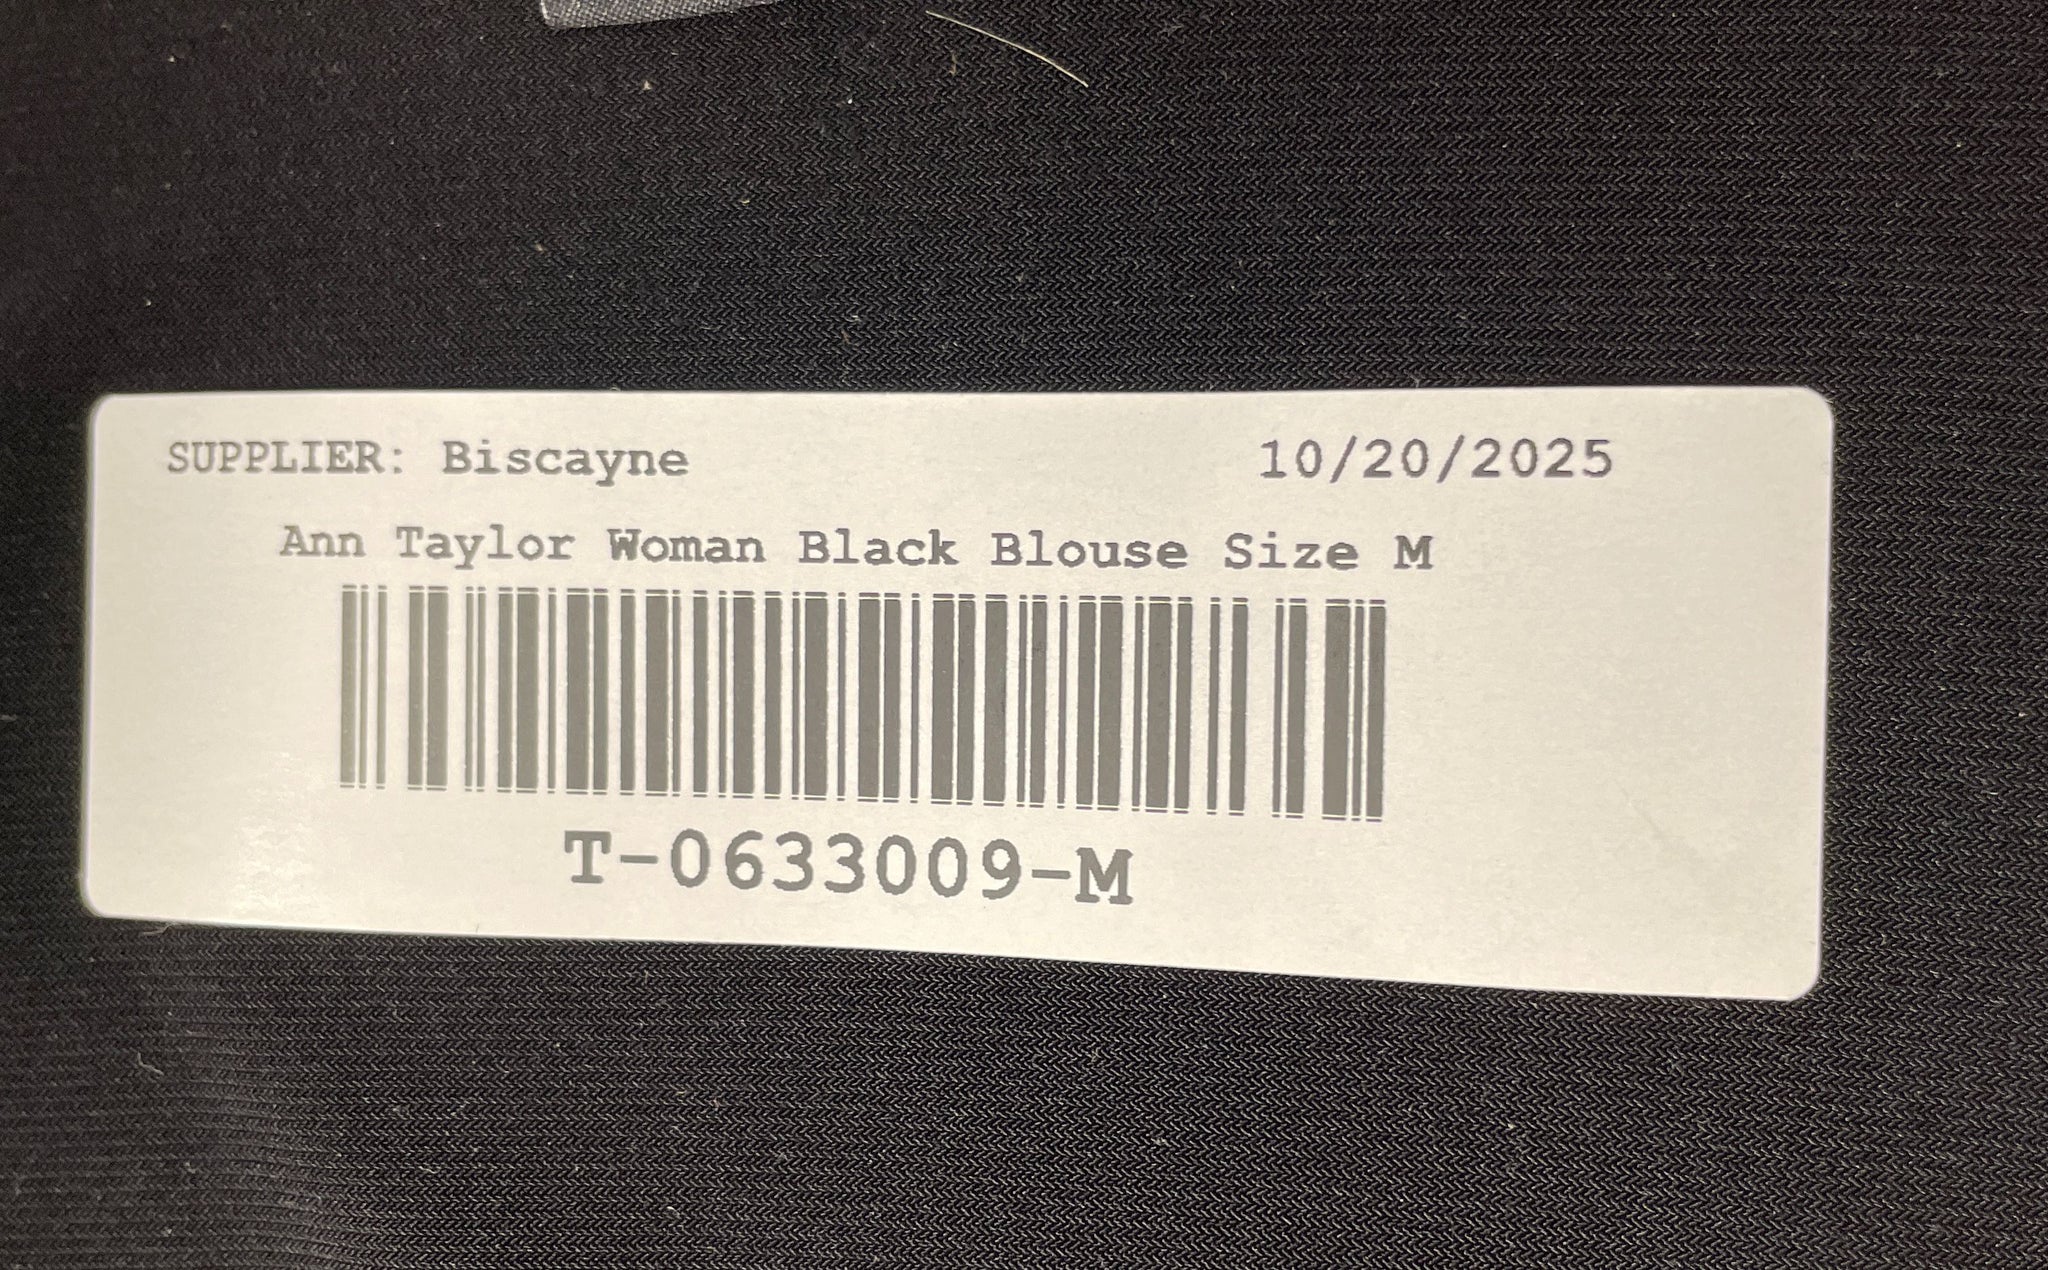 SUPPLIER: Biscayne 10/20/2025
Ann Taylor Woman Black Blouse Size M
T-0633009-M